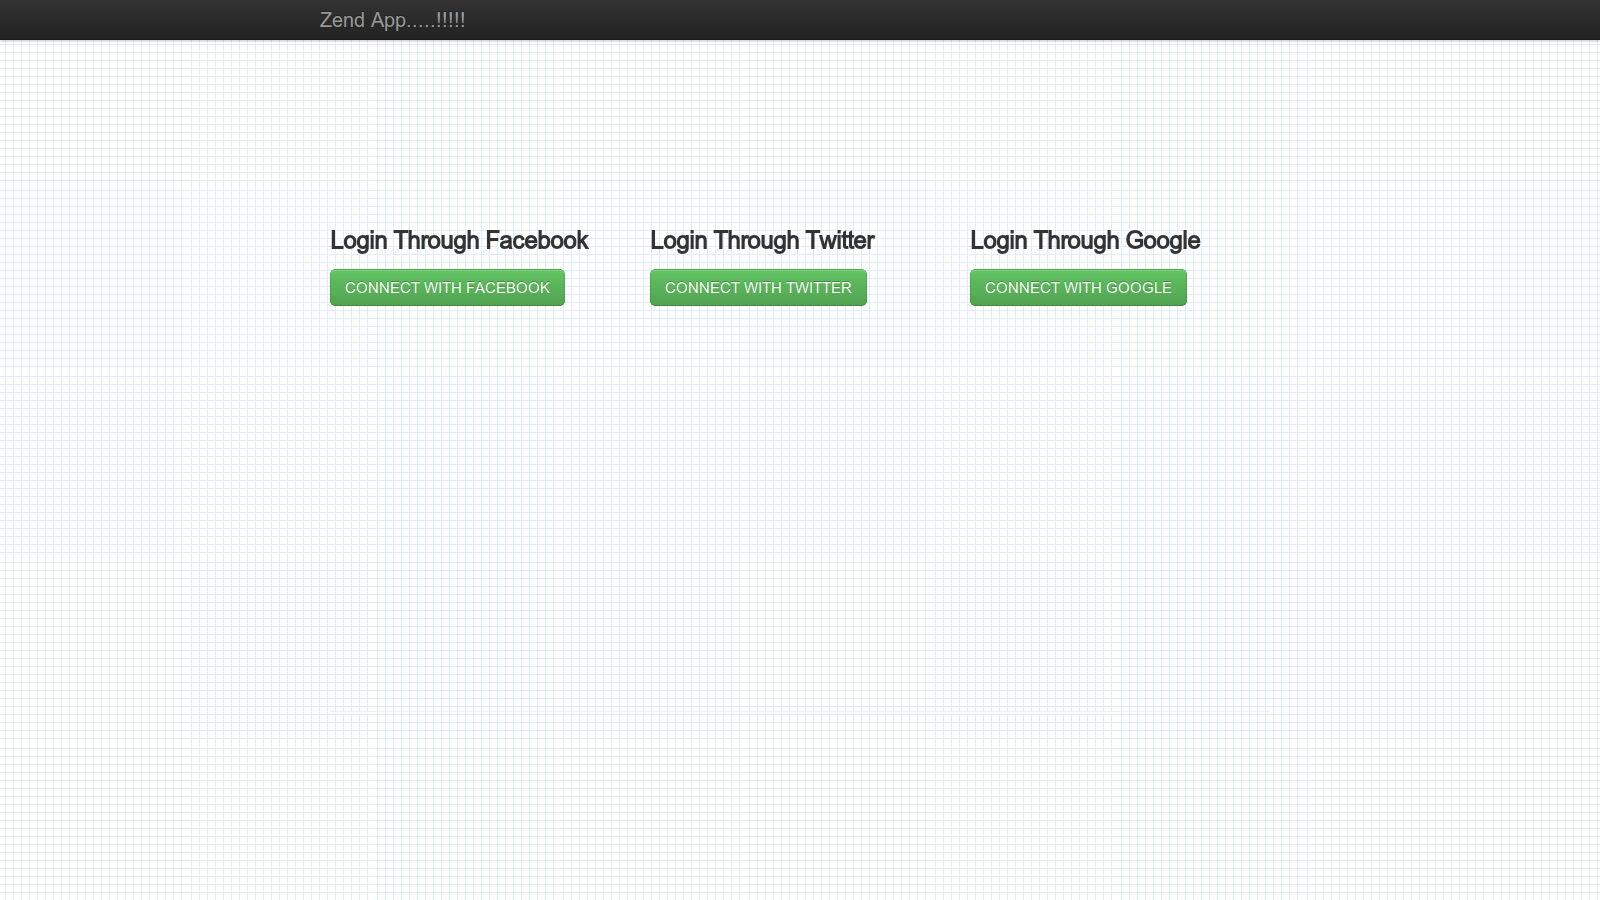 Zend App.....!!!!!
Login Through Facebook
CONNECT WITH FACEBOOK
Login Through Twitter
CONNECT WITH TWITTER
Login Through Google
CONNECT WITH GOOGLE